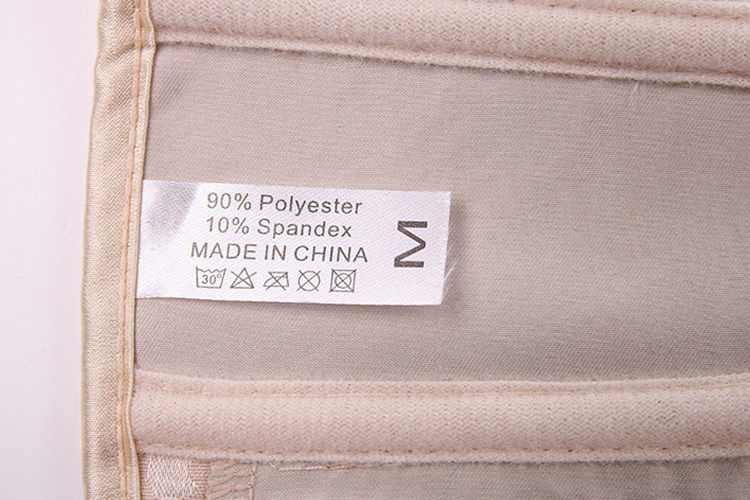 90% Polyester
10% Spandex
MADE IN CHINA
30°
M